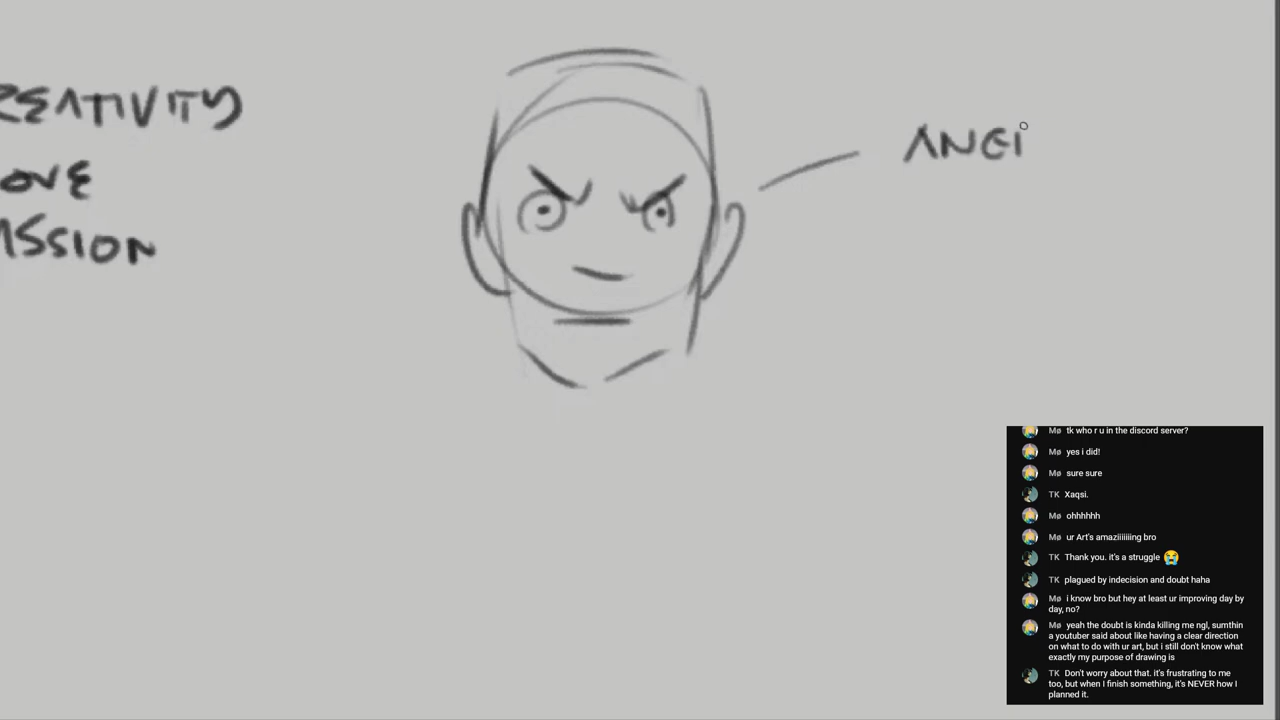 REATIVITY
OVE
ASSION
ANGI
Mø tk who r u in the discord server?
Mø yes i did!
Mø sure sure
TK Xaqsi.
Mø ohhhhhh
Mø ur Art's amaziiiiiiing bro
TK Thank you. it's a struggle 😭
TK plagued by indecision and doubt haha
Mø i know bro but hey at least ur improving day by
day, no?
Mø yeah the doubt is kinda killing me ngl, sumthin
a youtuber said about like having a clear direction
on what to do with ur art, but i still don't know what
exactly my purpose of drawing is
TK Don't worry about that. it's frustrating to me
too, but when I finish something, it's NEVER how I
planned it.